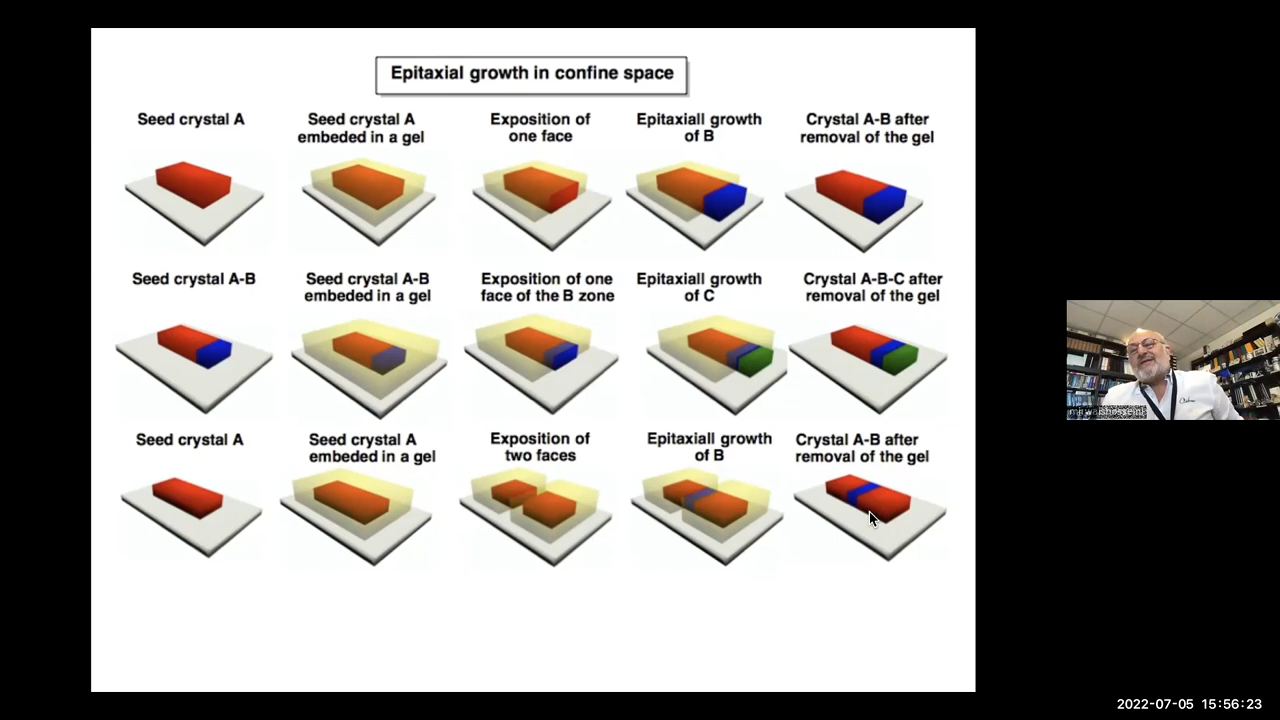 Epitaxial growth in confine space
Seed crystal A
Seed crystal A
embeded in a gel
Exposition of
one face
Epitaxiall growth
of B
Crystal A-B after
removal of the gel
Seed crystal A-B
Seed crystal A-B
embeded in a gel
Exposition of one
face of the B zone
Epitaxiall growth
of C
Crystal A-B-C after
removal of the gel
Seed crystal A
Seed crystal A
embeded in a gel
Exposition of
two faces
Epitaxiall growth
of B
Crystal A-B after
removal of the gel
2022-07-05 15:56:23